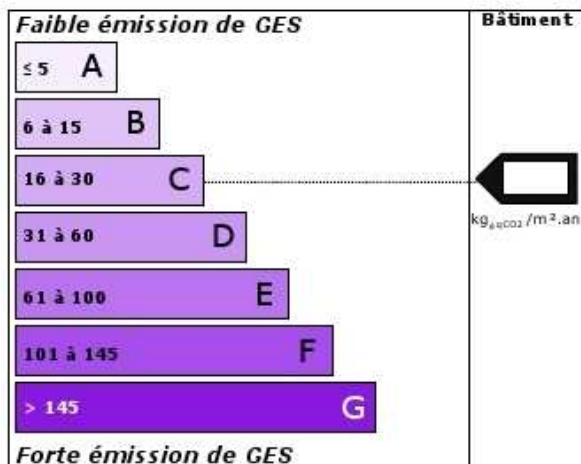 Faible émission de GES
Bâtiment
≤ 5 A
6 à 15 B
16 à 30 C
kgéqCO2/m².an
31 à 60 D
61 à 100 E
101 à 145 F
> 145 G
Forte émission de GES